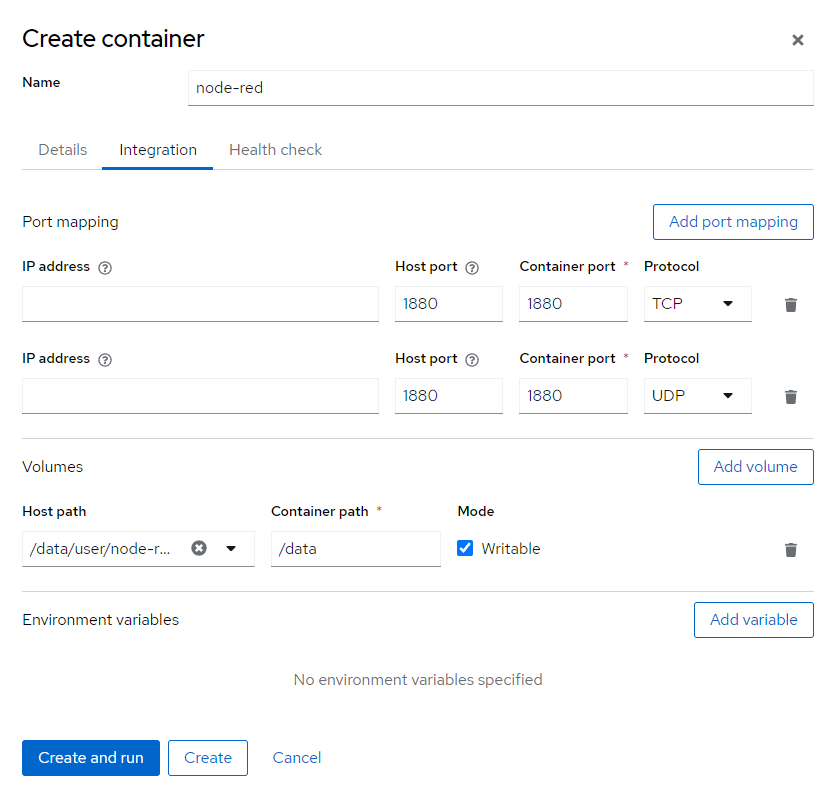 Create container
Name
node-red
Details Integration Health check
Port mapping Add port mapping
IP address Host port Container port * Protocol
1880 1880 TCP
IP address Host port Container port * Protocol
1880 1880 UDP
Volumes Add volume
Host path Container path * Mode
/data/user/node-r... /data Writable
Environment variables Add variable
No environment variables specified
Create and run Create Cancel